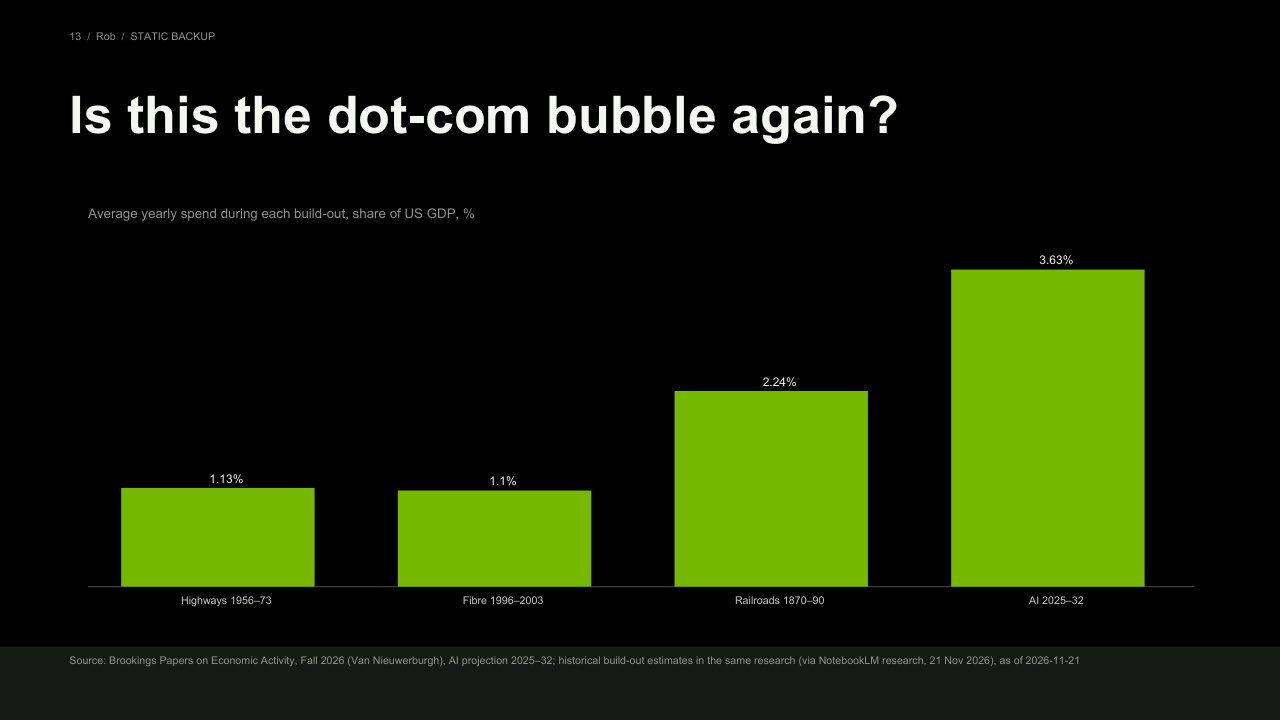 13 / Rob / STATIC BACKUP
Is this the dot-com bubble again?
Average yearly spend during each build-out, share of US GDP, %
3.63%
2.24%
1.13%
1.1%
Highways 1956–73
Fibre 1996–2003
Railroads 1870–90
AI 2025–32
Source: Brookings Papers on Economic Activity, Fall 2026 (Van Nieuwerburgh), AI projection 2025–32; historical build-out estimates in the same research (via NotebookLM research, 21 Nov 2026), as of 2026-11-21